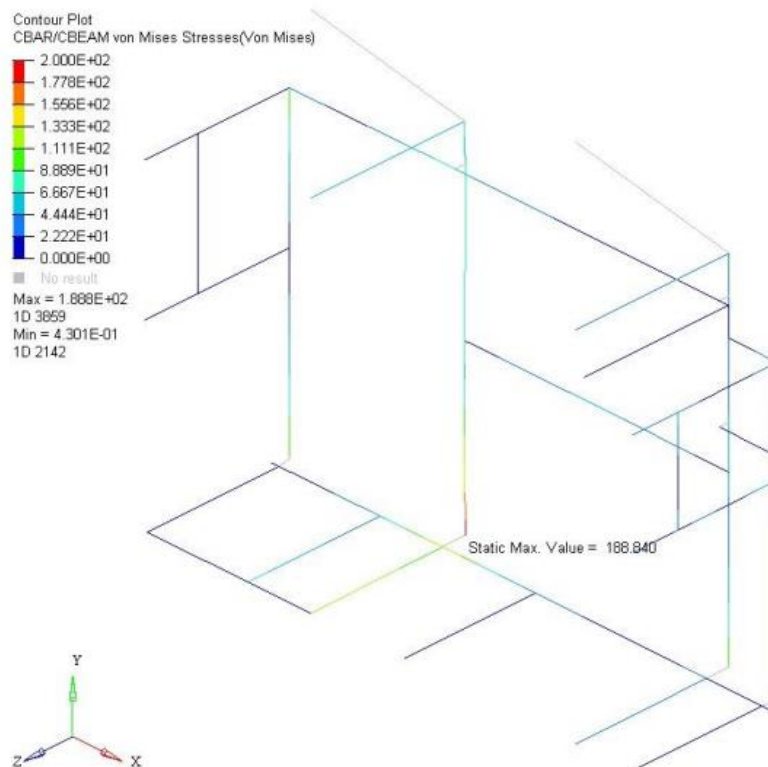 Contour Plot
CBAR/CBEAM von Mises Stresses(Von Mises)
2.000E+02
1.778E+02
1.556E+02
1.333E+02
1.111E+02
8.889E+01
6.667E+01
4.444E+01
2.222E+01
0.000E+00
No result
Max = 1.888E+02
1D 3859
Min = 4.301E-01
1D 2142
Static Max. Value = 188.840
Y
Z
X